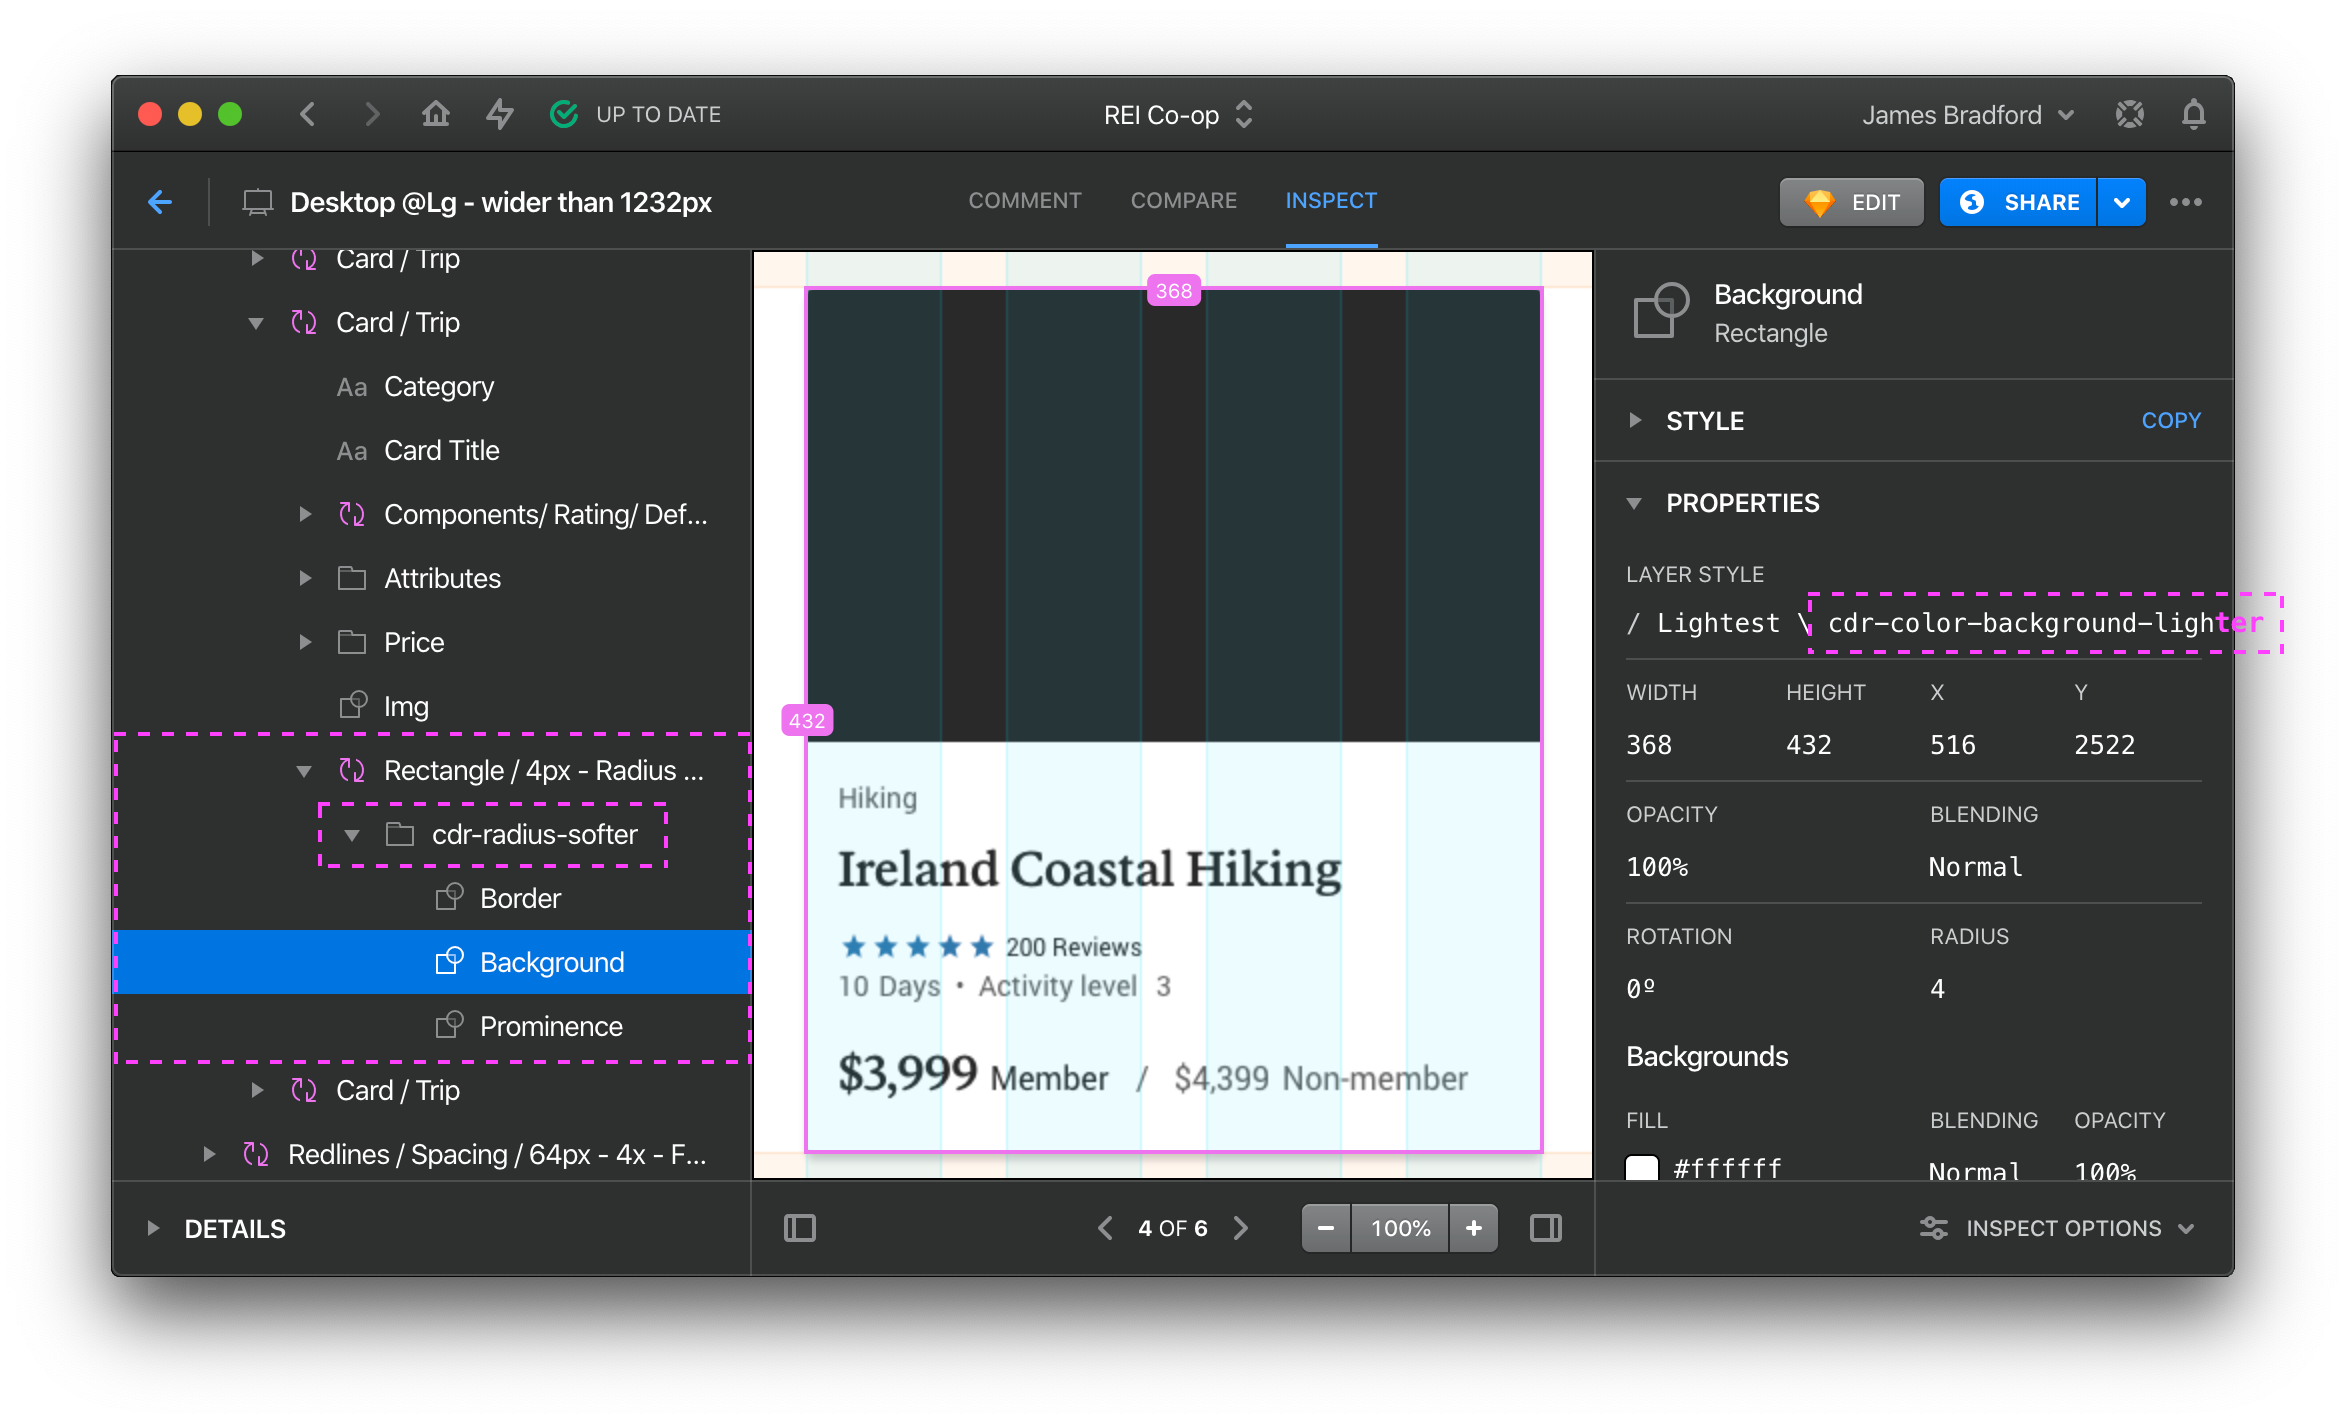 UP TO DATE
REI Co-op
James Bradford
Desktop @Lg - wider than 1232px
COMMENT
COMPARE
INSPECT
EDIT
SHARE
Card / Trip
Card / Trip
Aa Category
Aa Card Title
Components/ Rating/ Def...
Attributes
Price
Img
Rectangle / 4px - Radius ...
cdr-radius-softer
Border
Background
Prominence
Card / Trip
Redlines / Spacing / 64px - 4x - F...
DETAILS
368
432
Hiking
Ireland Coastal Hiking
200 Reviews
10 Days • Activity level 3
$3,999 Member / $4,399 Non-member
4 OF 6
100%
Background
Rectangle
STYLE
COPY
PROPERTIES
LAYER STYLE
/ Lightest \ cdr-color-background-lighter
WIDTH HEIGHT X Y
368 432 516 2522
OPACITY BLENDING
100% Normal
ROTATION RADIUS
0º 4
Backgrounds
FILL BLENDING OPACITY
#ffffff Normal 100%
INSPECT OPTIONS